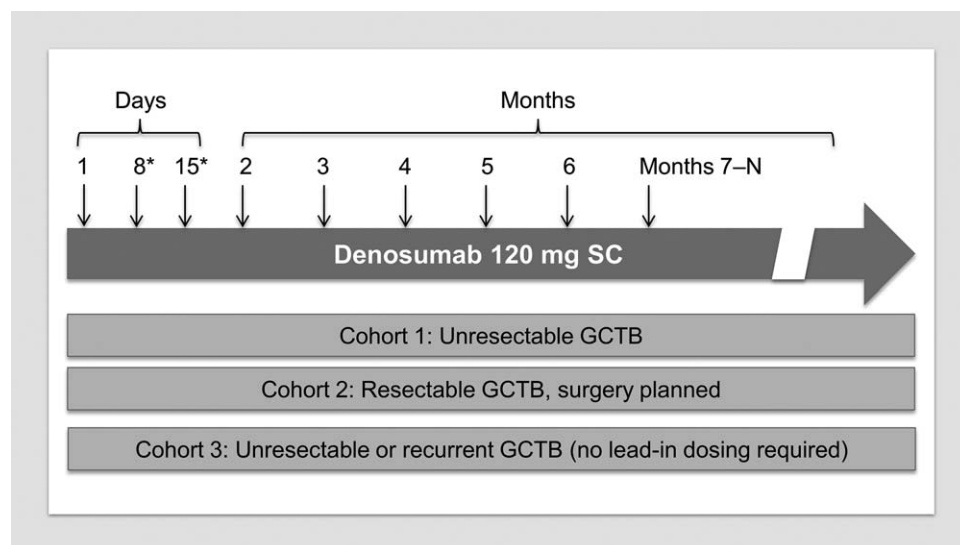 Days Months
1 8* 15* 2 3 4 5 6 Months 7–N
Denosumab 120 mg SC
Cohort 1: Unresectable GCTB
Cohort 2: Resectable GCTB, surgery planned
Cohort 3: Unresectable or recurrent GCTB (no lead-in dosing required)